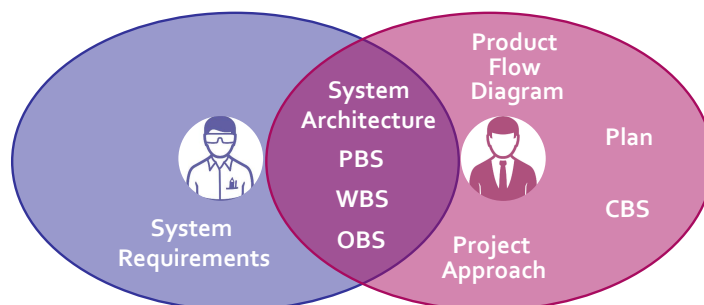 System
Requirements
System
Architecture
PBS
WBS
OBS
Product
Flow
Diagram
Plan
CBS
Project
Approach